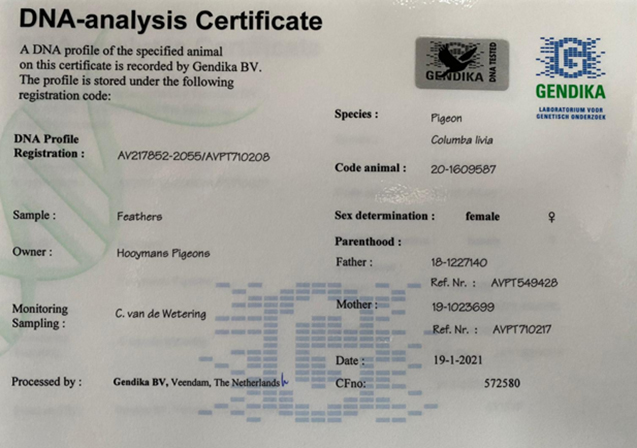 DNA-analysis Certificate
A DNA profile of the specified animal
on this certificate is recorded by Gendika BV.
The profile is stored under the following
registration code:
GENDIKA
DNA TESTED
GENDIKA
LABORATORIUM VOOR
GENETISCH ONDERZOEK
DNA Profile
Registration : AV217852-2055/AVPT710208
Species : Pigeon
Columba livia
Code animal : 20-1609587
Sample : Feathers
Sex determination : female ♀
Owner : Hooymans Pigeons
Parenthood :
Father : 18-1227140
Ref. Nr. : AVPT549428
Monitoring
Sampling : C. van de Wetering
Mother : 19-1023699
Ref. Nr. : AVPT710217
Date : 19-1-2021
Processed by : Gendika BV, Veendam, The Netherlands
CFno: 572580